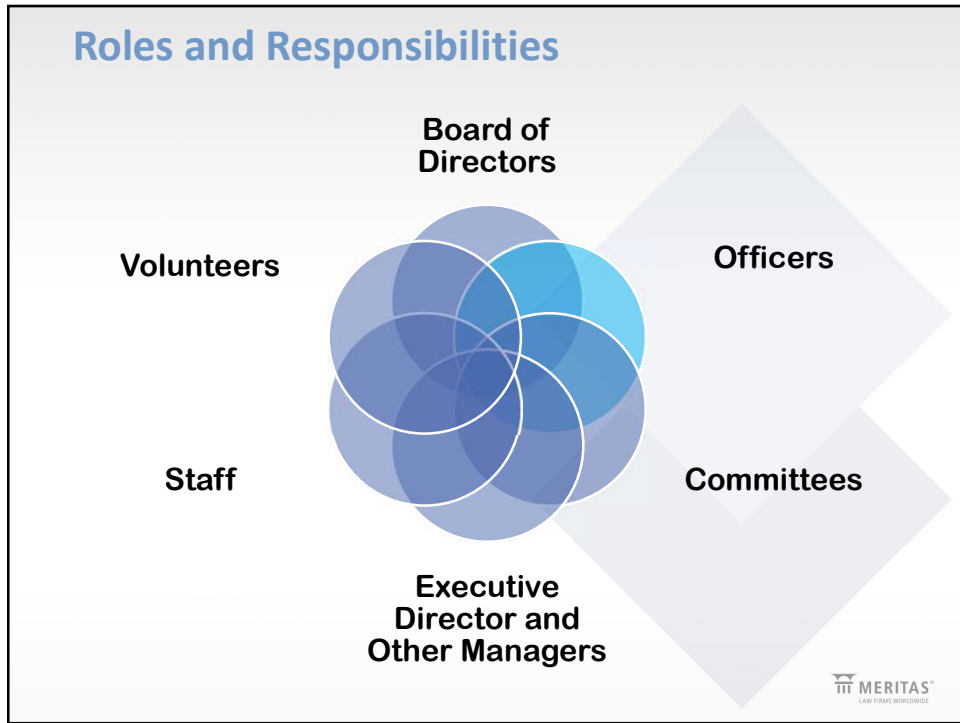 Roles and Responsibilities
Board of
Directors
Volunteers
Officers
Staff
Committees
Executive
Director and
Other Managers
MERITAS®
LAW FIRMS WORLDWIDE